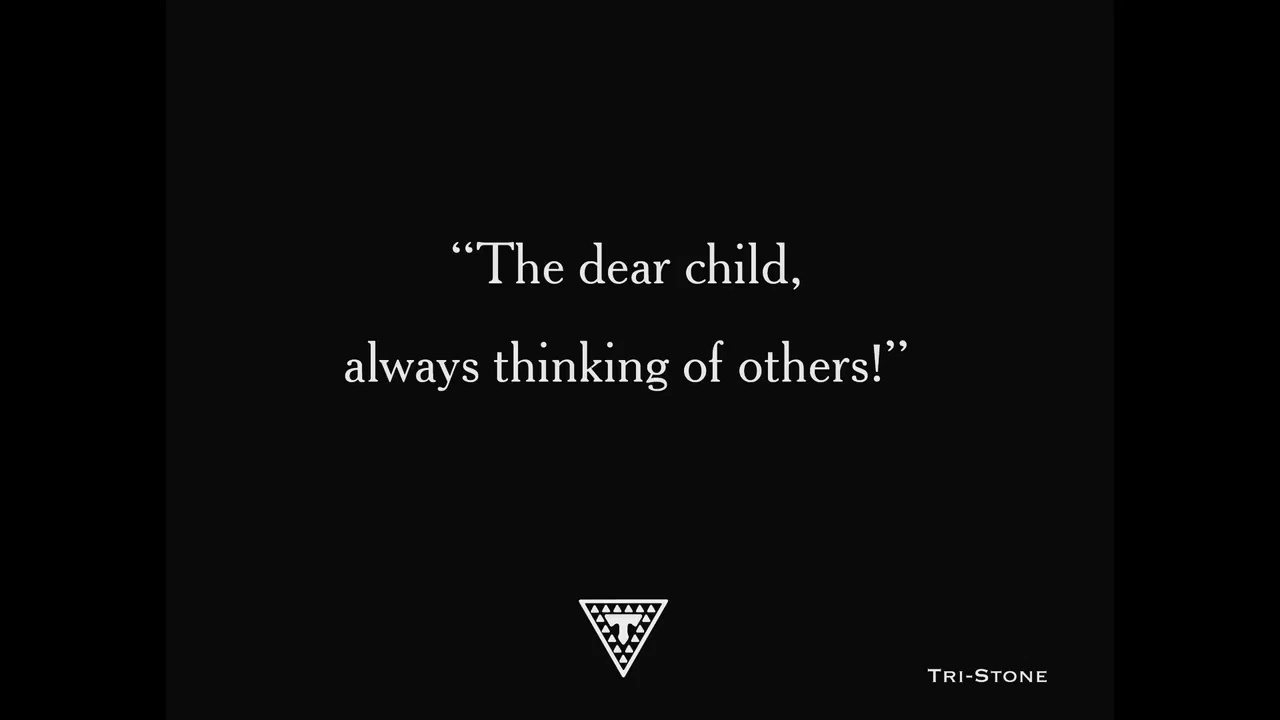 “The dear child,
always thinking of others!”
T
TRI-STONE